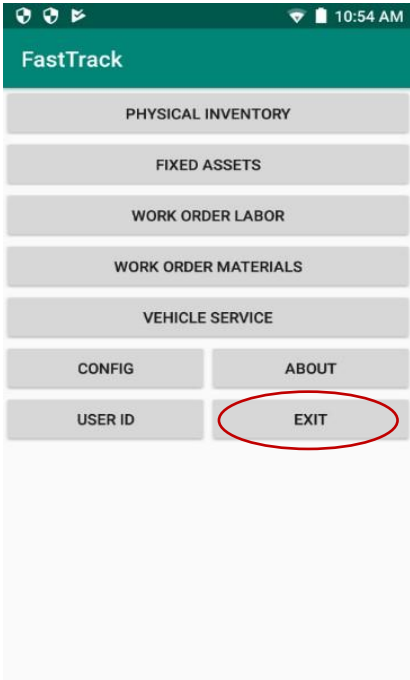 10:54 AM
FastTrack
PHYSICAL INVENTORY
FIXED ASSETS
WORK ORDER LABOR
WORK ORDER MATERIALS
VEHICLE SERVICE
CONFIG ABOUT
USER ID EXIT